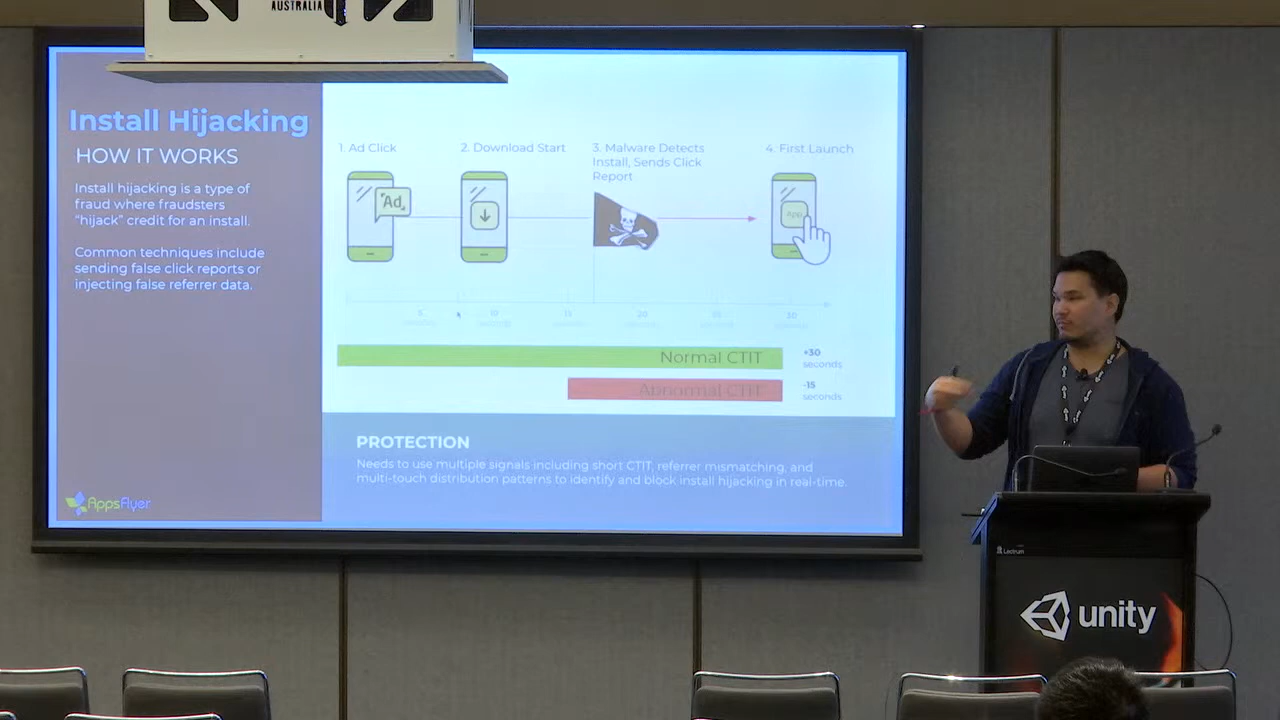 AUSTRALIA
Install Hijacking
HOW IT WORKS
Install hijacking is a type of
fraud where fraudsters
"hijack" credit for an install.
Common techniques include
sending false click reports or
injecting false referrer data.
AppsFlyer
1. Ad Click
2. Download Start
3. Malware Detects
Install, Sends Click
Report
4. First Launch
Ad
App
5 10 15 20 30
seconds
Normal CTIT
+30
seconds
Abnormal CTIT
-15
seconds
PROTECTION
Needs to use multiple signals including short CTIT, referrer mismatching, and
multi-touch distribution patterns to identify and block install hijacking in real-time.
Lectrum
unity